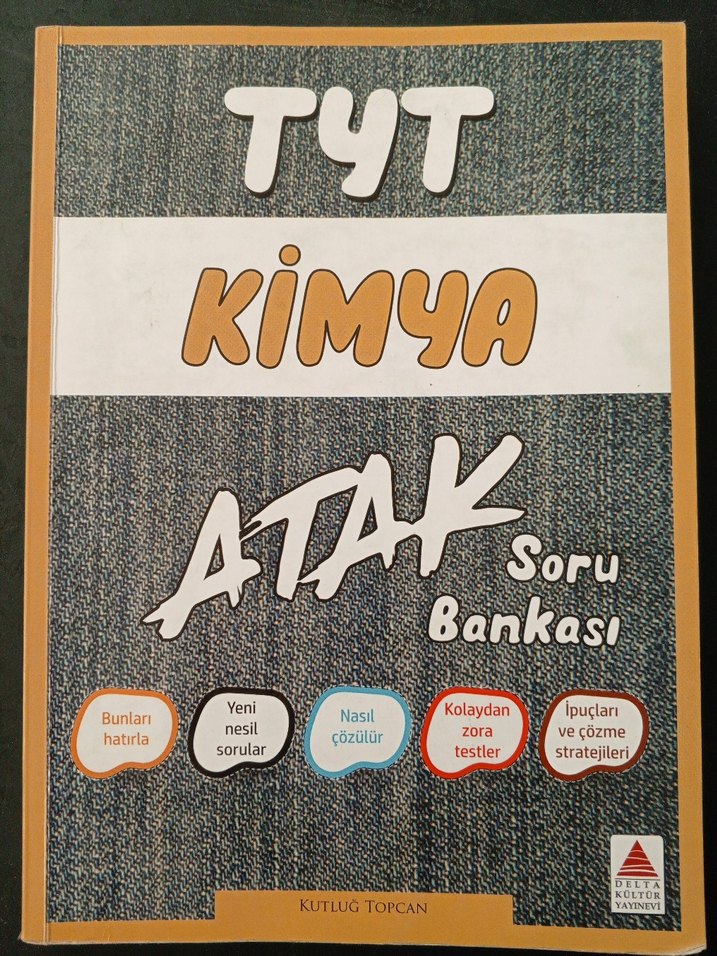 TYT
KİMYA
ATAK
Soru
Bankası
Bunları
hatırla
Yeni
nesil
sorular
Nasıl
çözülür
Kolaydan
zora
testler
İpuçları
ve çözme
stratejileri
DELTA
KÜLTÜR
YAYINEVİ
KUTLUĞ TOPCAN